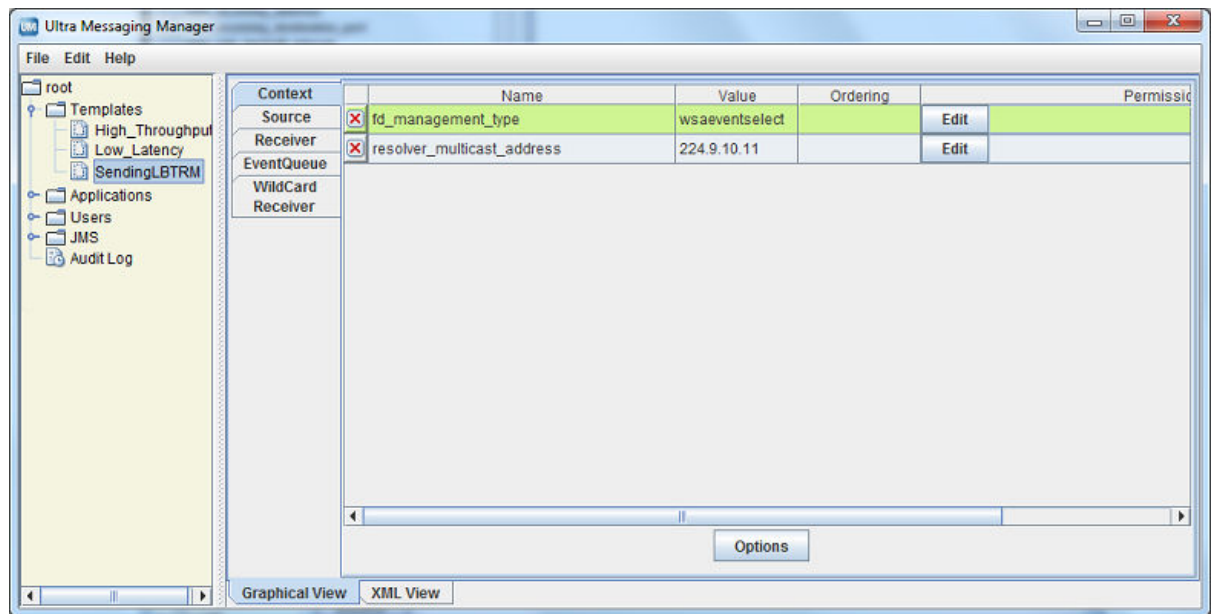 Ultra Messaging Manager
File Edit Help
root
Templates
High_Throughput
Low_Latency
SendingLBTRM
Applications
Users
JMS
Audit Log
Context
Source
Receiver
EventQueue
WildCard
Receiver
Name Value Ordering
fd_management_type wsaeventselect Edit
resolver_multicast_address 224.9.10.11 Edit
Options
Graphical View XML View